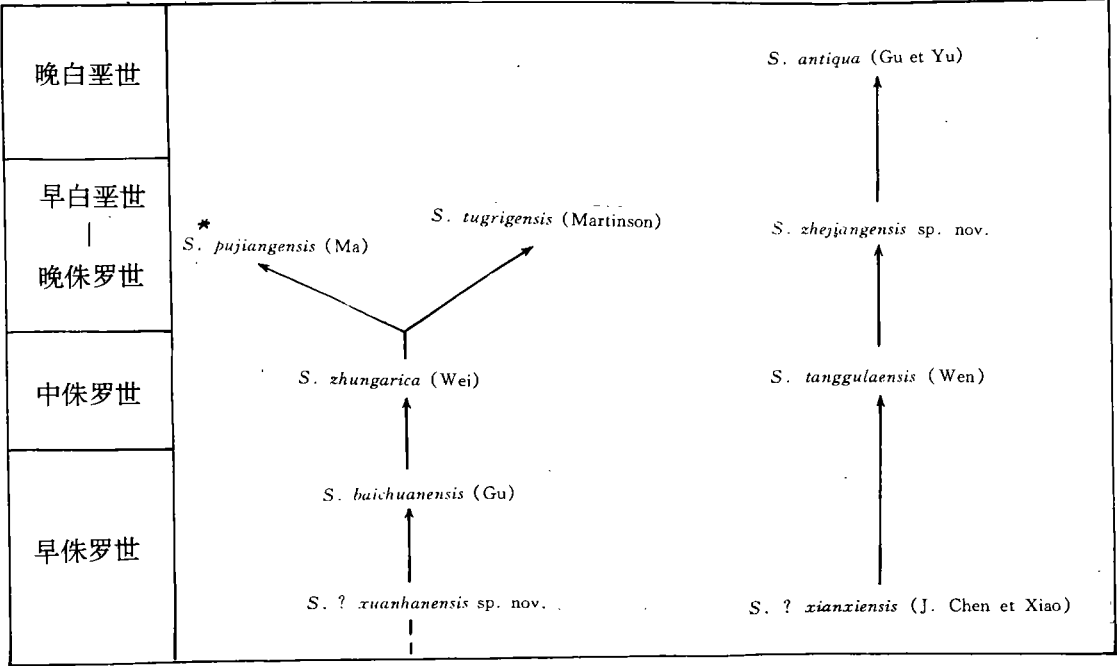 晚白垩世
S. antiqua (Gu et Yu)
早白垩世
|
晚侏罗世
*
S. pujiangensis (Ma)
S. tugrigensis (Martinson)
S. zhejiangensis sp. nov.
中侏罗世
S. zhungarica (Wei)
S. tanggulaensis (Wen)
早侏罗世
S. baichuanensis (Gu)
S. ? xuanhanensis sp. nov.
S. ? xianxiensis (J. Chen et Xiao)